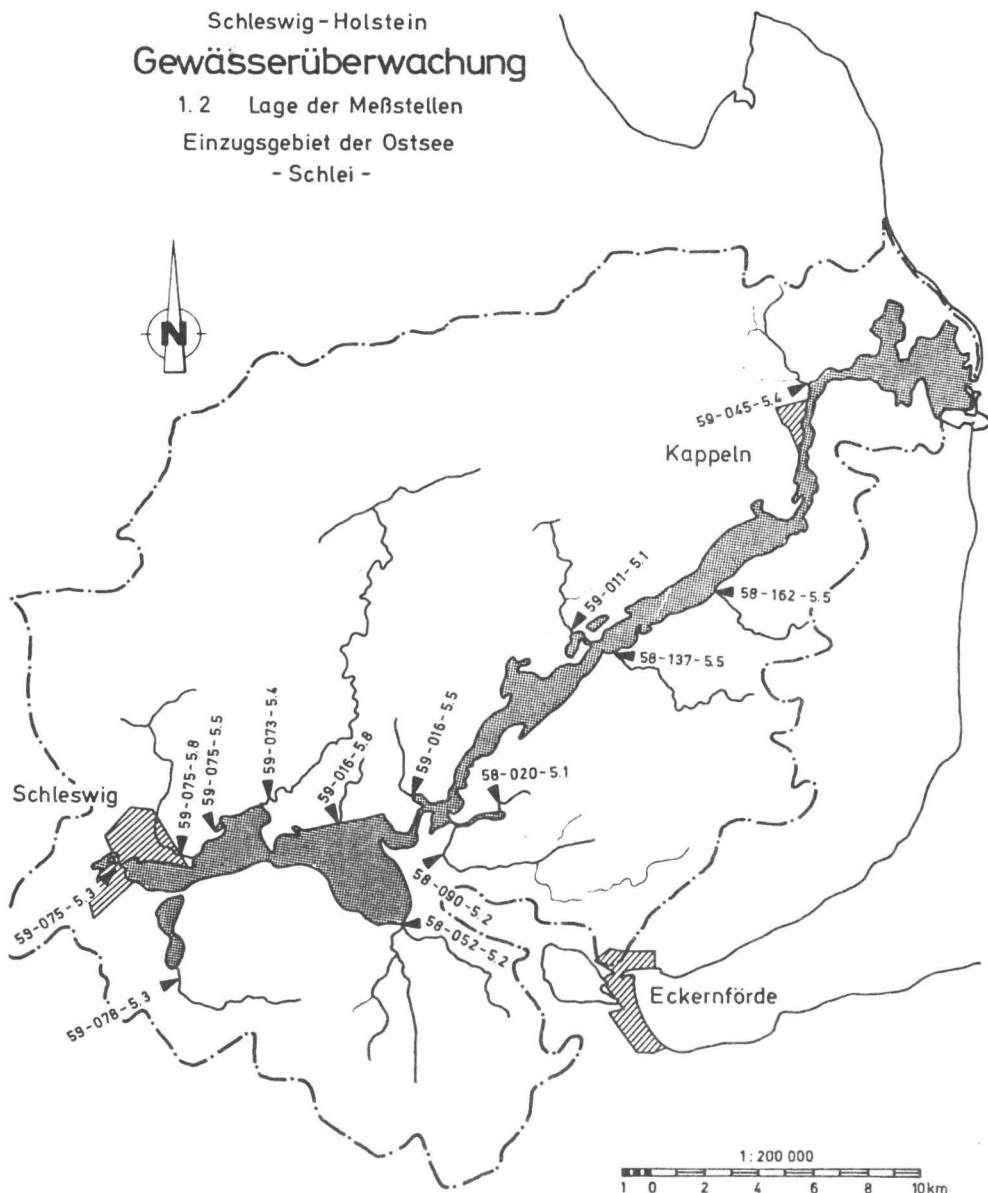 Schleswig-Holstein
Gewässerüberwachung
1.2 Lage der Meßstellen
Einzugsgebiet der Ostsee
- Schlei -
N
59-045-5.4
Kappeln
59-011-5.1
58-162-5.5
58-137-5.5
59-016-5.5
59-073-5.4
59-016-5.8
59-075-5.5
59-075-5.8
58-020-5.1
Schleswig
59-075-5.3
58-090-5.2
58-052-5.2
59-078-5.3
Eckernförde
1:200 000
1 0 2 4 6 8 10km